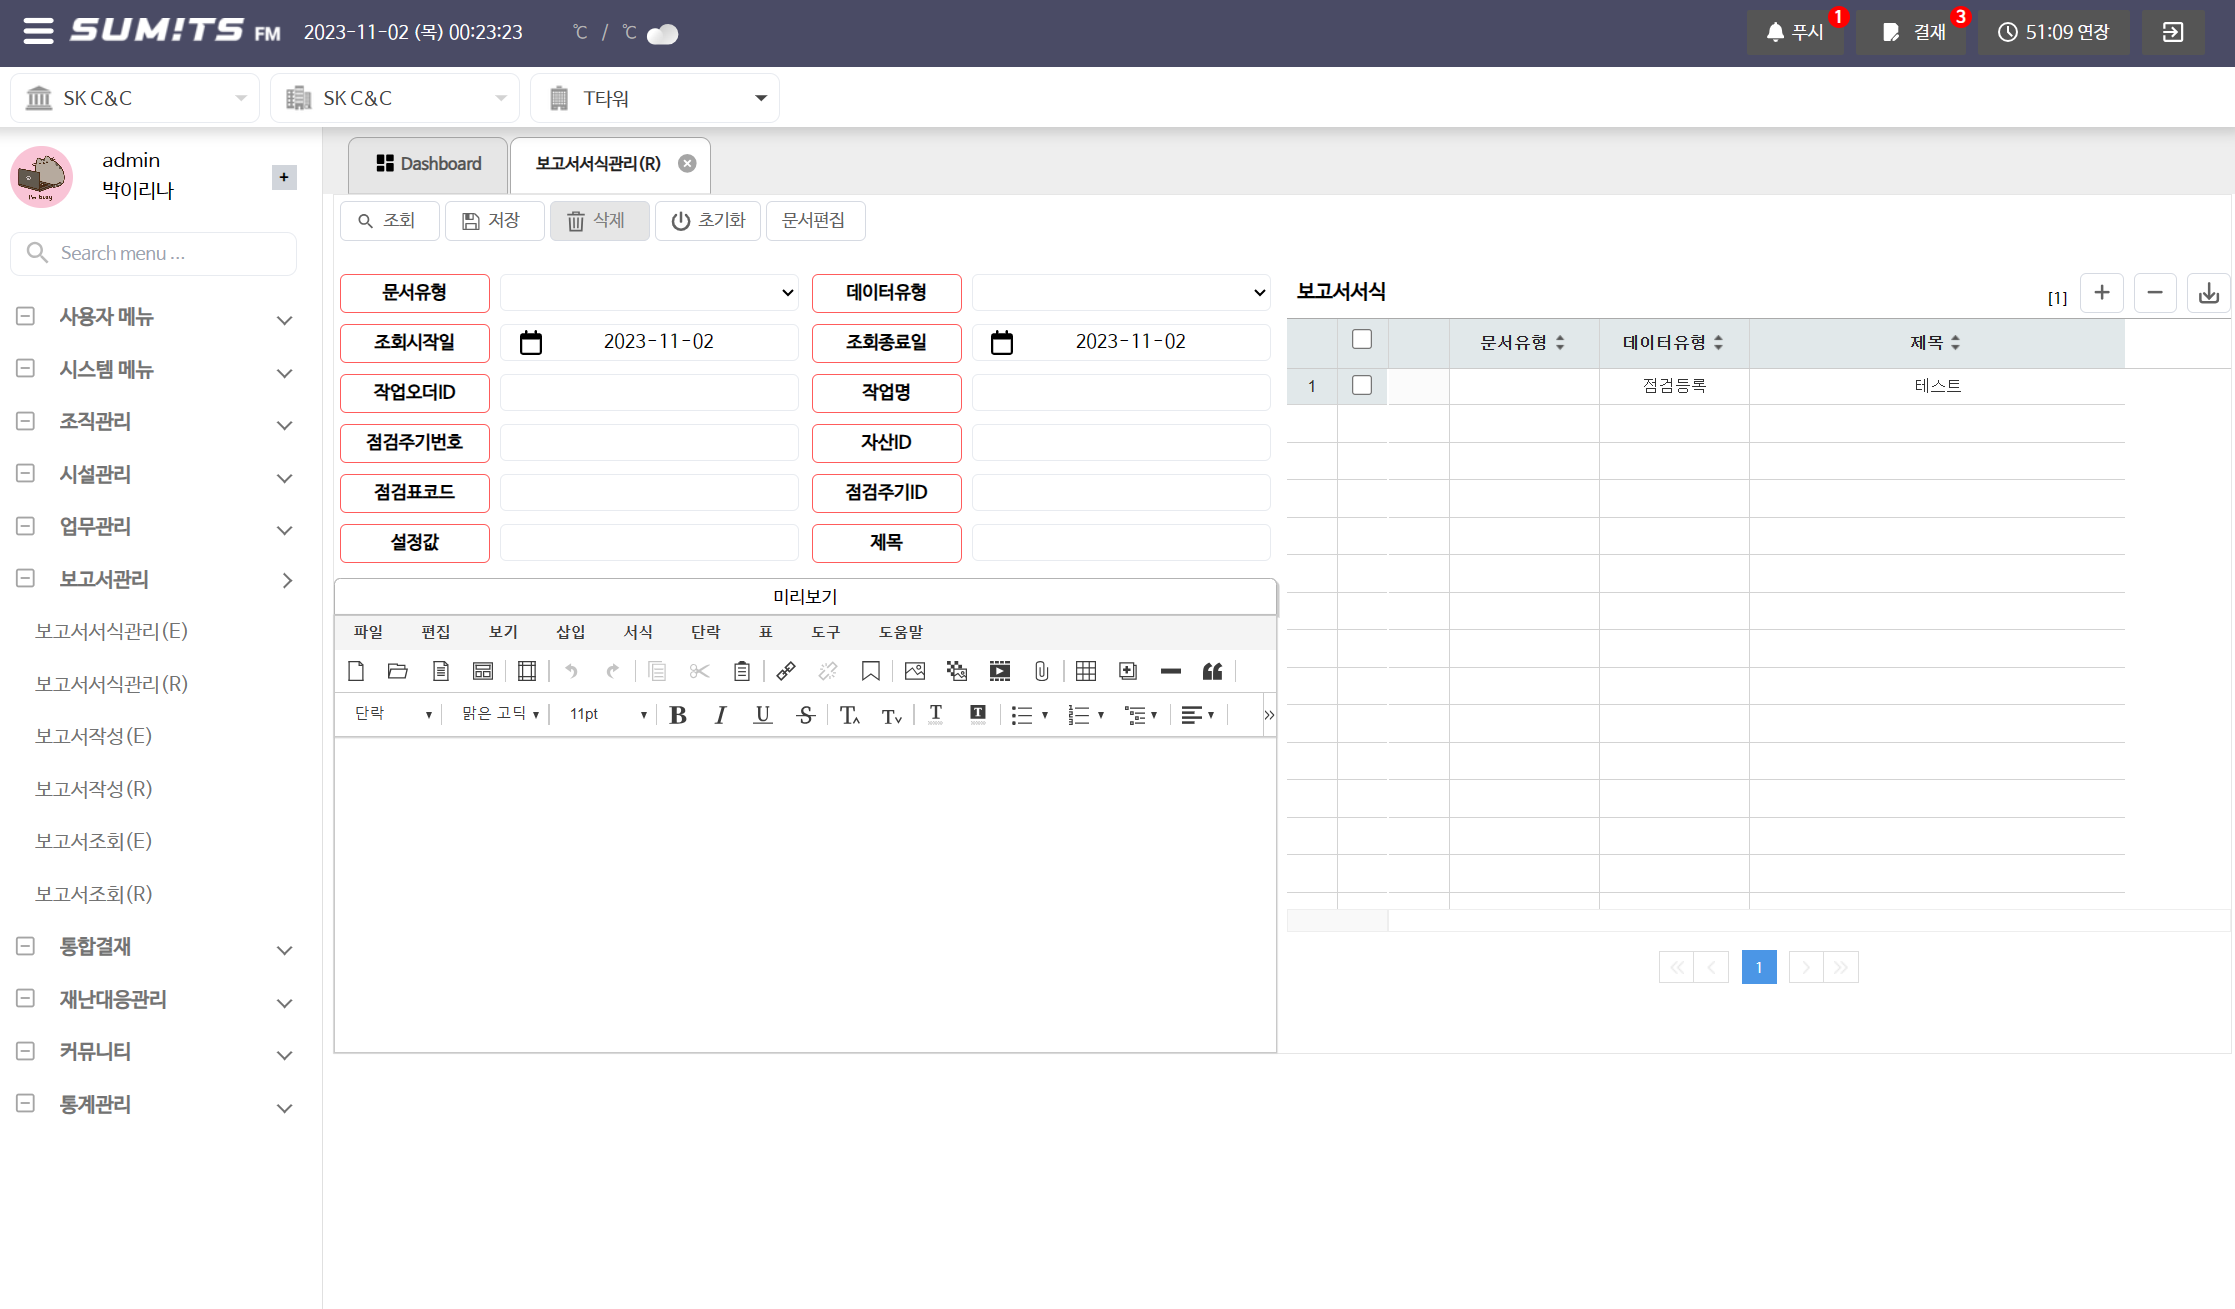 SUM!TS FM 2023-11-02 (목) 00:23:23 ℃ / ℃ 푸시 1 결재 3 51:09 연장
SK C&C SK C&C T타워
admin
박이리나
+
Search menu ...
사용자 메뉴
시스템 메뉴
조직관리
시설관리
업무관리
보고서관리
보고서서식관리(E)
보고서서식관리(R)
보고서작성(E)
보고서작성(R)
보고서조회(E)
보고서조회(R)
통합결재
재난대응관리
커뮤니티
통계관리
Dashboard 보고서서식관리(R)
조회 저장 삭제 초기화 문서편집
문서유형 데이터유형
조회시작일 2023-11-02 조회종료일 2023-11-02
작업오더ID 작업명
점검주기번호 자산ID
점검표코드 점검주기ID
설정값 제목
미리보기
파일 편집 보기 삽입 서식 단락 표 도구 도움말
단락 맑은 고딕 11pt
보고서서식 [1]
문서유형 데이터유형 제목
1 점검등록 테스트
1